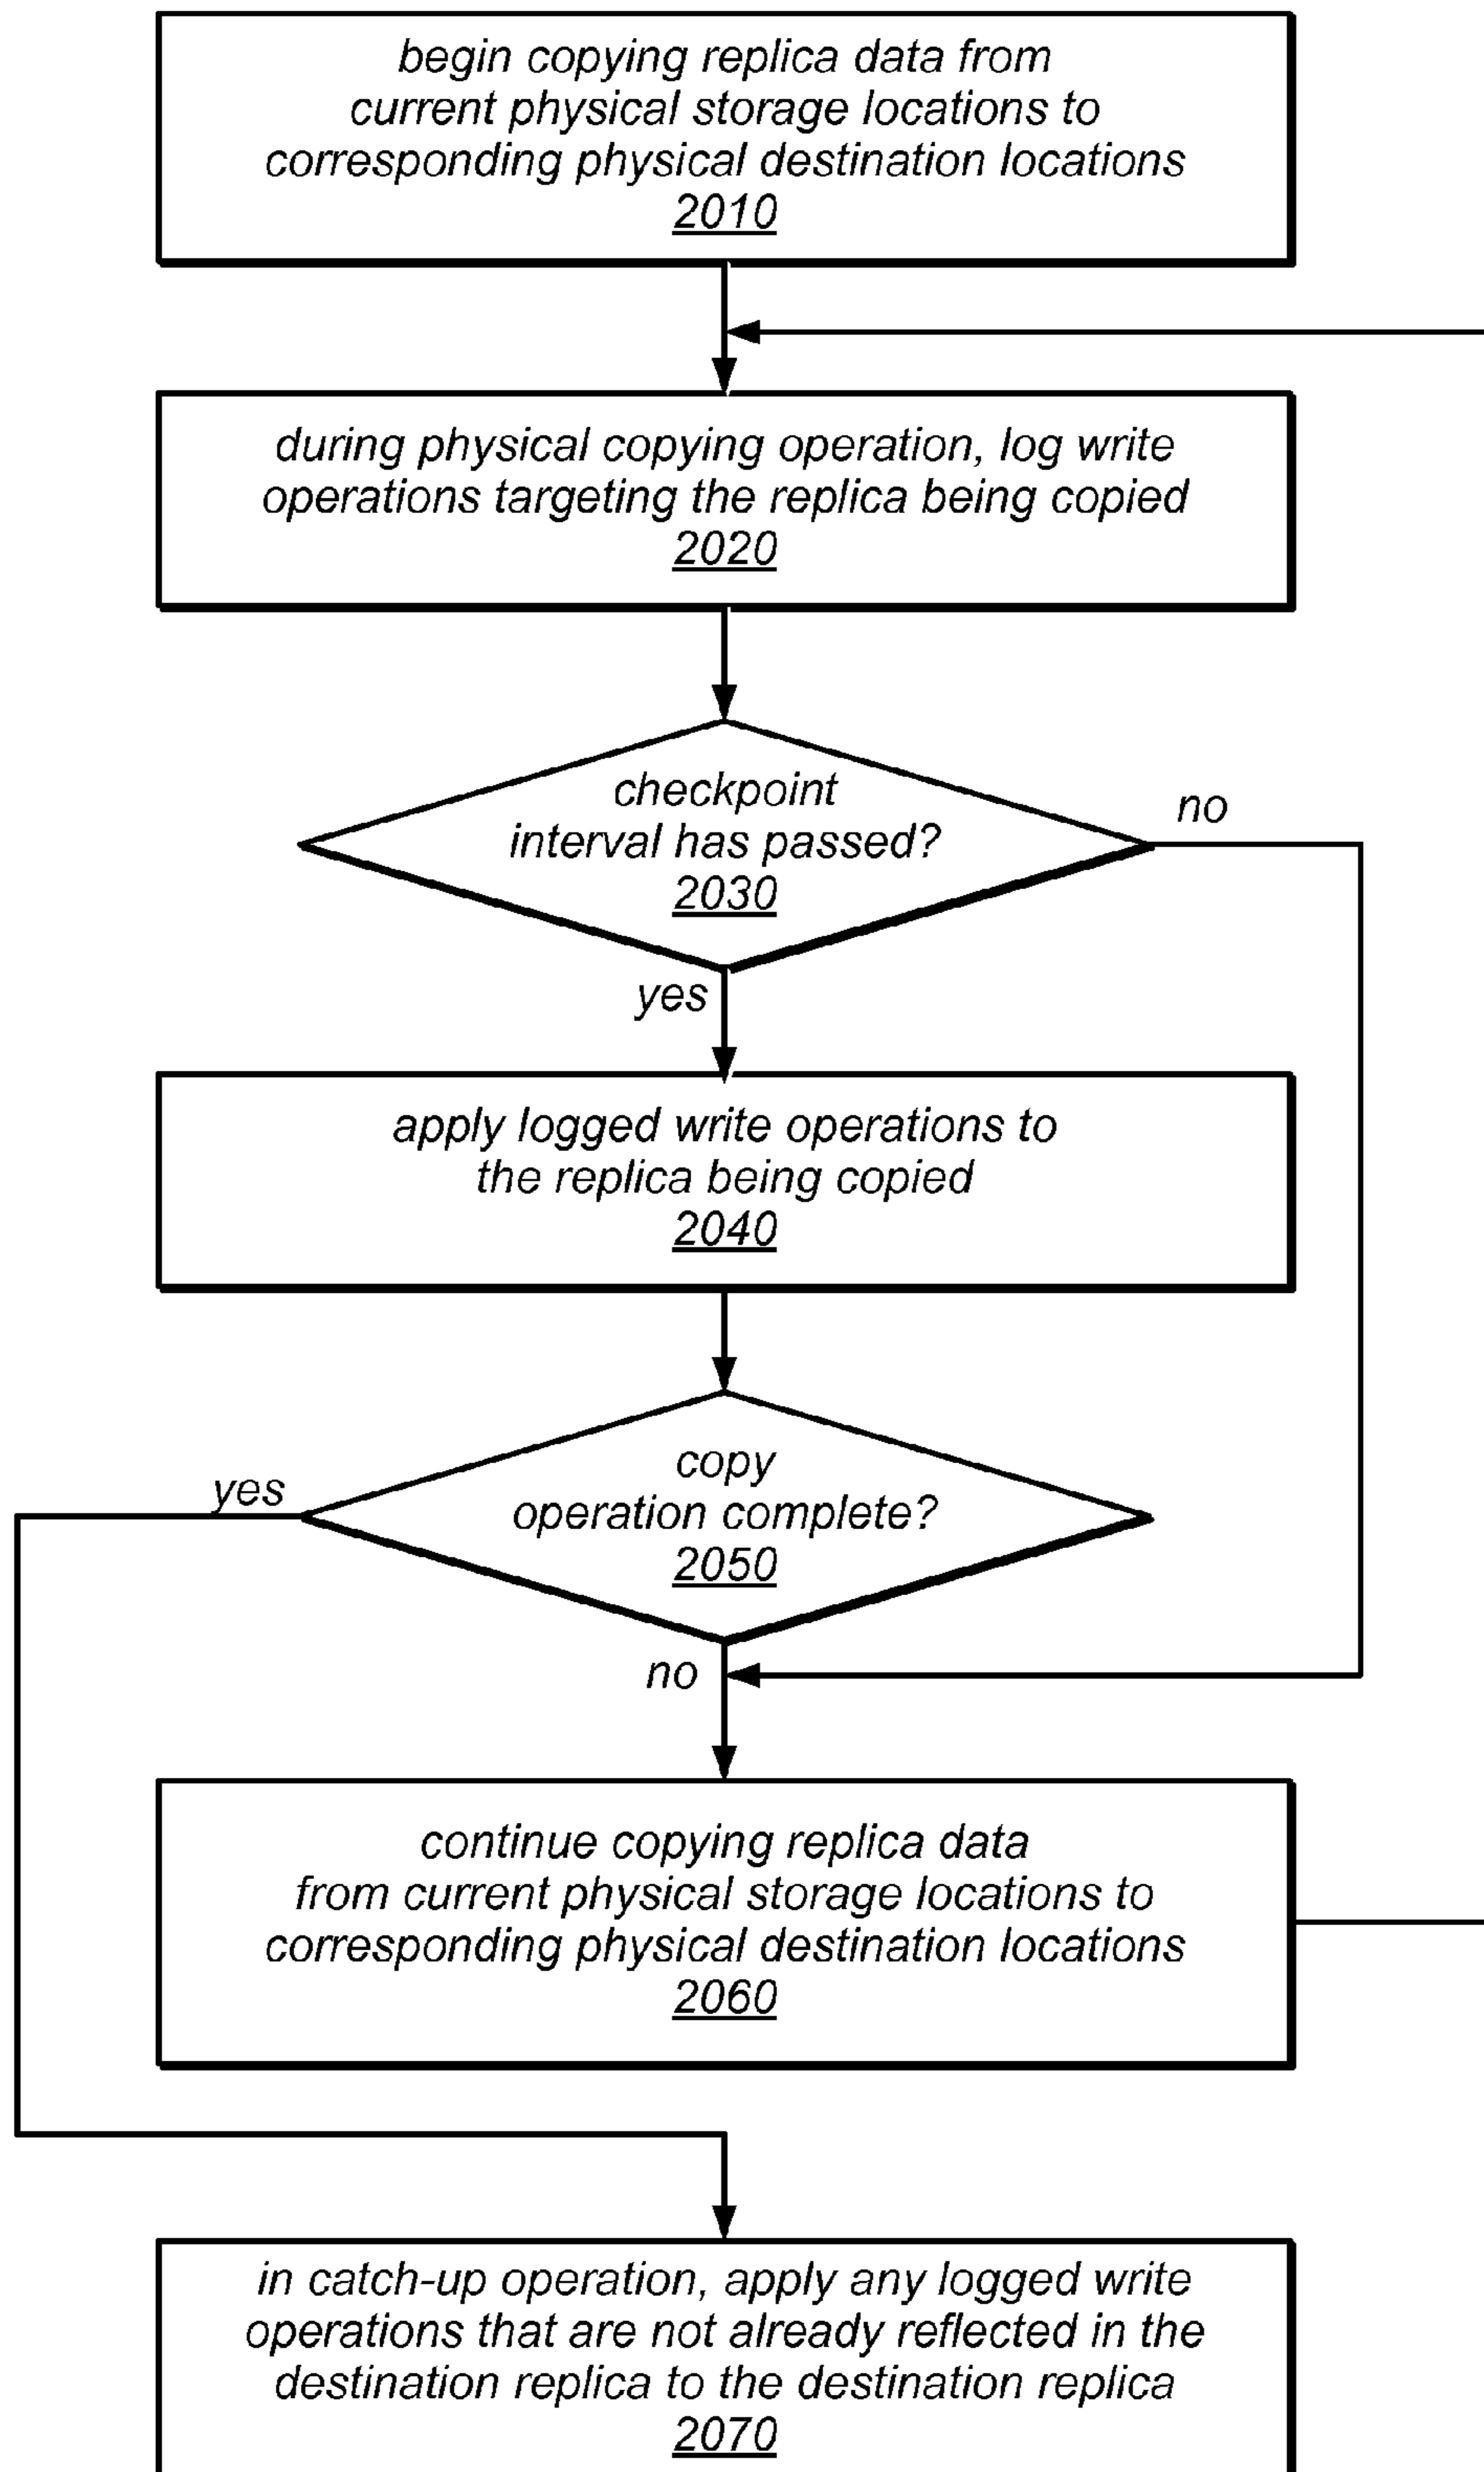 begin copying replica data from
current physical storage locations to
corresponding physical destination locations
2010
during physical copying operation, log write
operations targeting the replica being copied
2020
checkpoint
interval has passed?
2030
no
yes
apply logged write operations to
the replica being copied
2040
copy
operation complete?
2050
yes
no
continue copying replica data
from current physical storage locations to
corresponding physical destination locations
2060
in catch-up operation, apply any logged write
operations that are not already reflected in the
destination replica to the destination replica
2070